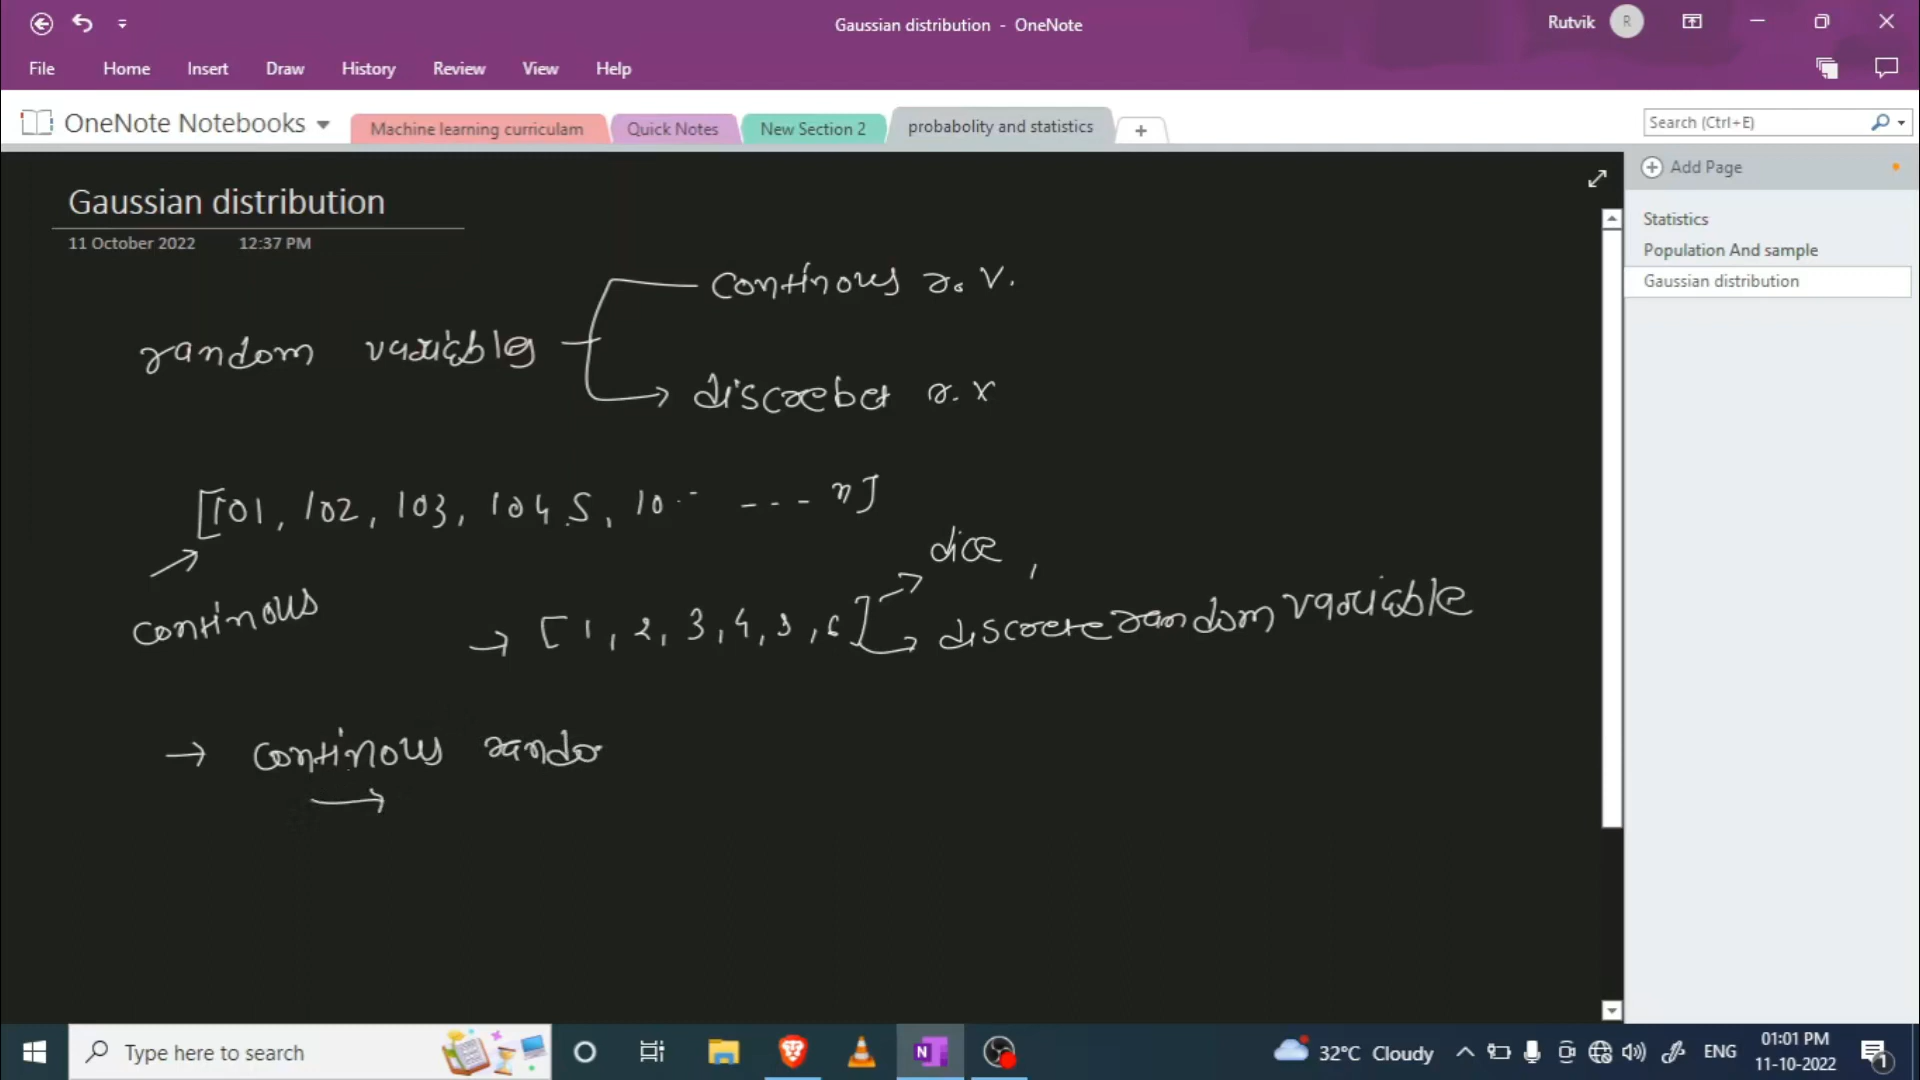 Gaussian distribution - OneNote
Rutvik
R
File Home Insert Draw History Review View Help
OneNote Notebooks
Machine learning curriculam
Quick Notes
New Section 2
probabolity and statistics
+
Search (Ctrl+E)
Add Page
Statistics
Population And sample
Gaussian distribution
Gaussian distribution
11 October 2022 12:37 PM
continous r. v.
random variable
r.
[101, 102, 103, 104.5, 10.. --- n]
dice ,
continous
→ [1, 2, 3, 4, 5, 6] → discrete random variable
→ continous rando
→
Type here to search
32°C Cloudy
ENG
01:01 PM
11-10-2022
1